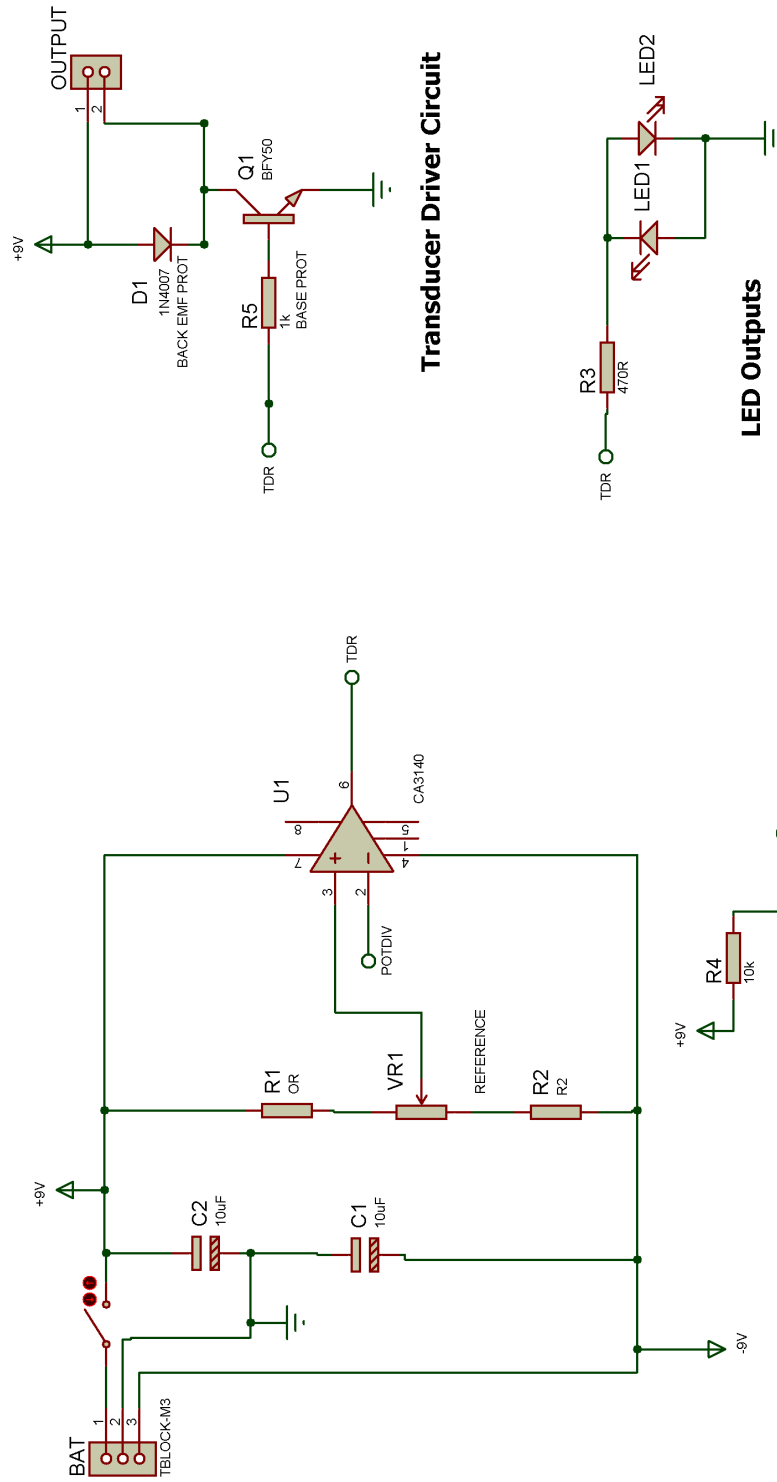 BAT
TBLOCK-M3
1
2
3
+9V
C2
10uF
C1
10uF
-9V
R1
OR
VR1
REFERENCE
R2
R2
POTDIV
3
2
7
8
4
1
5
6
U1
CA3140
TDR
+9V
R4
10k
+9V
D1
1N4007
BACK EMF PROT
OUTPUT
1
2
Q1
BFY50
R5
1k
BASE PROT
TDR
Transducer Driver Circuit
TDR
R3
470R
LED1
LED2
LED Outputs